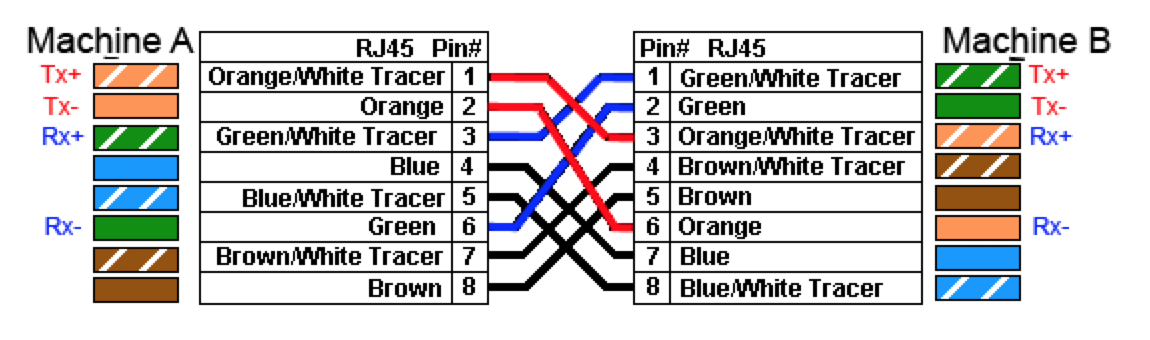 Machine A
RJ45 Pin#
Pin# RJ45
Machine B
Tx+ Orange/White Tracer 1
1 Green/White Tracer Tx+
Tx- Orange 2
2 Green Tx-
Rx+ Green/White Tracer 3
3 Orange/White Tracer Rx+
Blue 4
4 Brown/White Tracer
Blue/White Tracer 5
5 Brown
Rx- Green 6
6 Orange Rx-
Brown/White Tracer 7
7 Blue
Brown 8
8 Blue/White Tracer